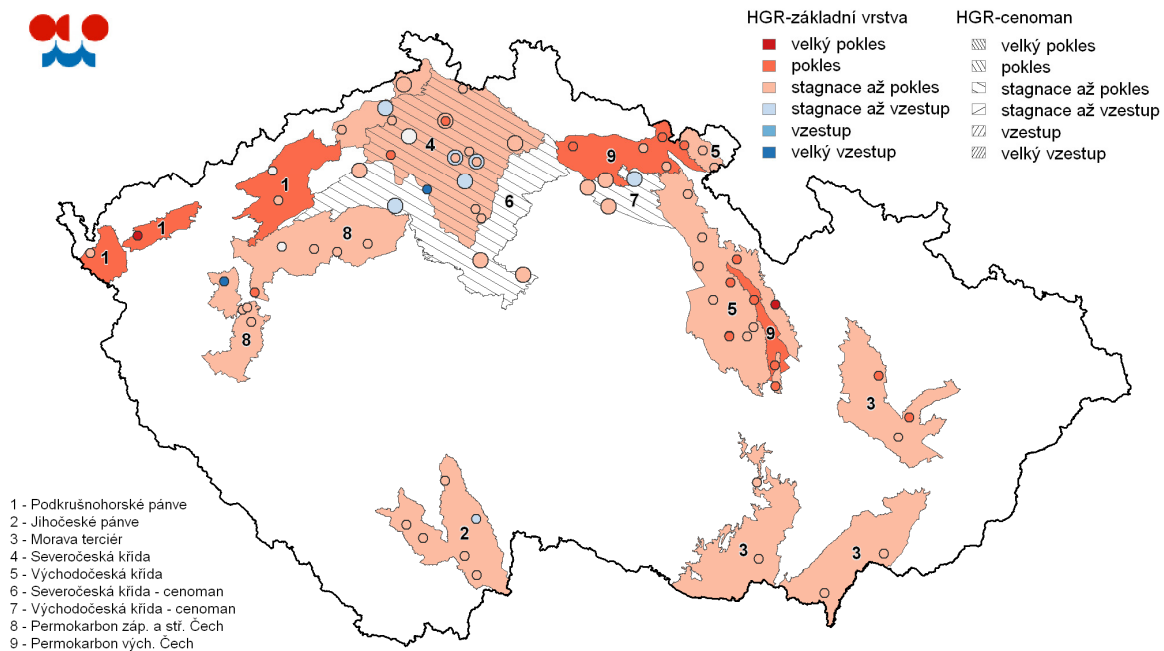 HGR-základní vrstva
velký pokles
pokles
stagnace až pokles
stagnace až vzestup
vzestup
velký vzestup
HGR-cenoman
velký pokles
pokles
stagnace až pokles
stagnace až vzestup
vzestup
velký vzestup
4
9
5
1
7
6
1
8
1
5
9
8
3
2
3
3
1 - Podkrušnohorské pánve
2 - Jihočeské pánve
3 - Morava terciér
4 - Severočeská křída
5 - Východočeská křída
6 - Severočeská křída - cenoman
7 - Východočeská křída - cenoman
8 - Permokarbon záp. a stř. Čech
9 - Permokarbon vých. Čech